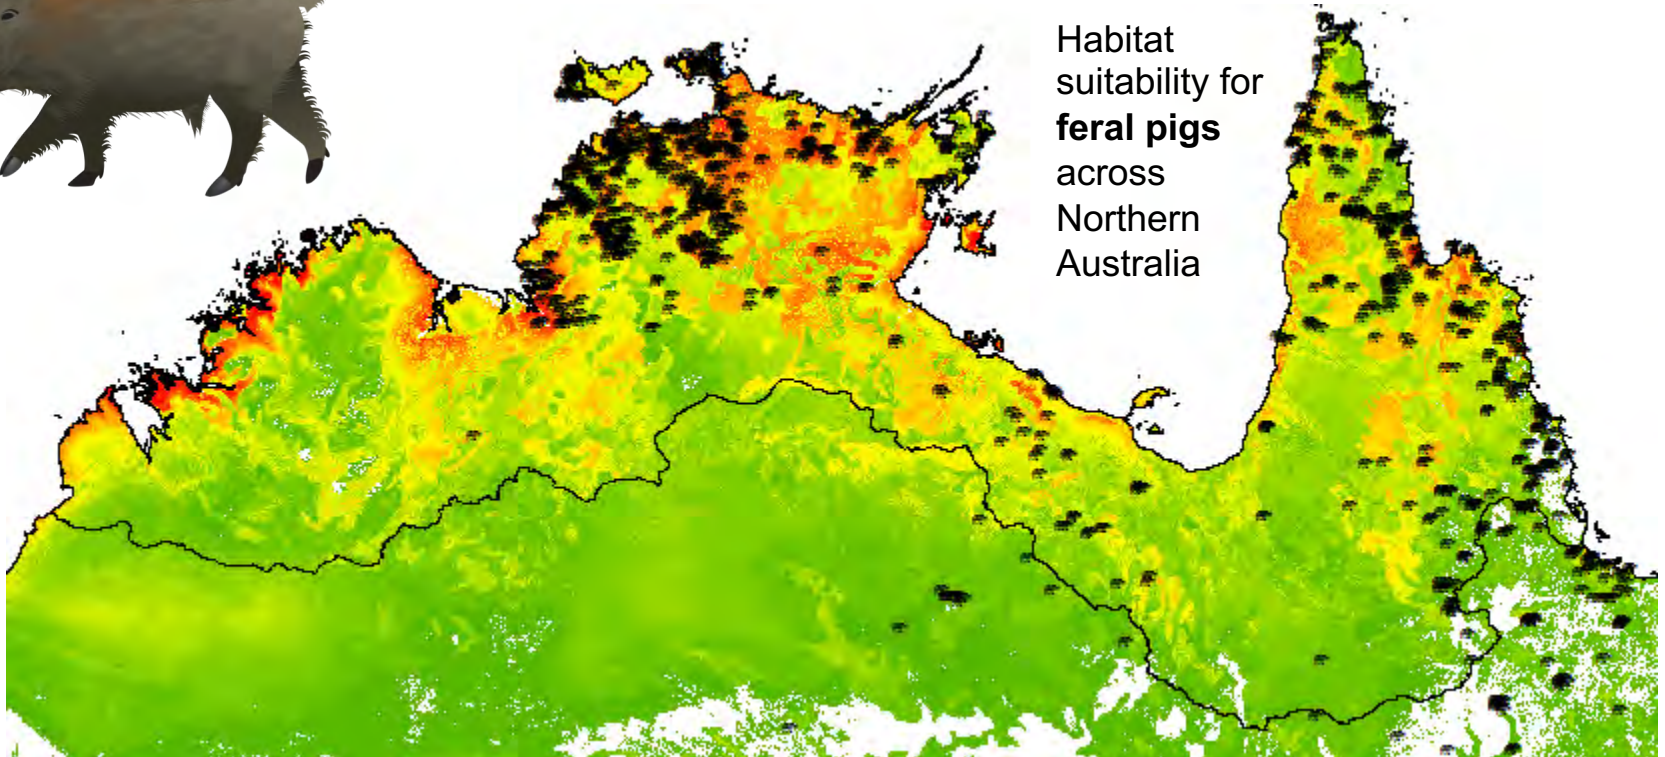 Habitat
suitability for
feral pigs
across
Northern
Australia